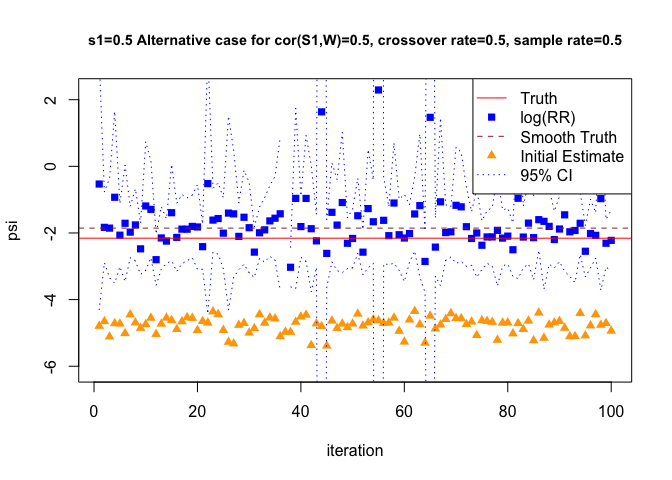 s1=0.5 Alternative case for cor(S1,W)=0.5, crossover rate=0.5, sample rate=0.5
Truth
log(RR)
Smooth Truth
Initial Estimate
95% CI
psi
2
0
-2
-4
-6
0 20 40 60 80 100
iteration